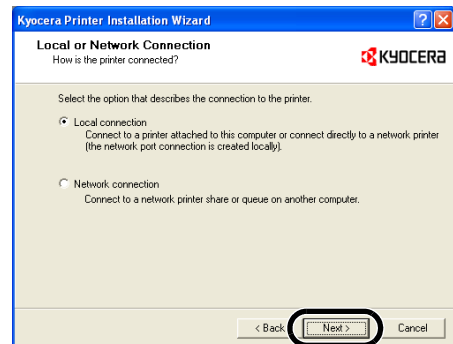 Kyocera Printer Installation Wizard
Local or Network Connection
How is the printer connected?
KYOCERA
Select the option that describes the connection to the printer.
Local connection
Connect to a printer attached to this computer or connect directly to a network printer
(the network port connection is created locally).
Network connection
Connect to a network printer share or queue on another computer.
< Back
Next >
Cancel